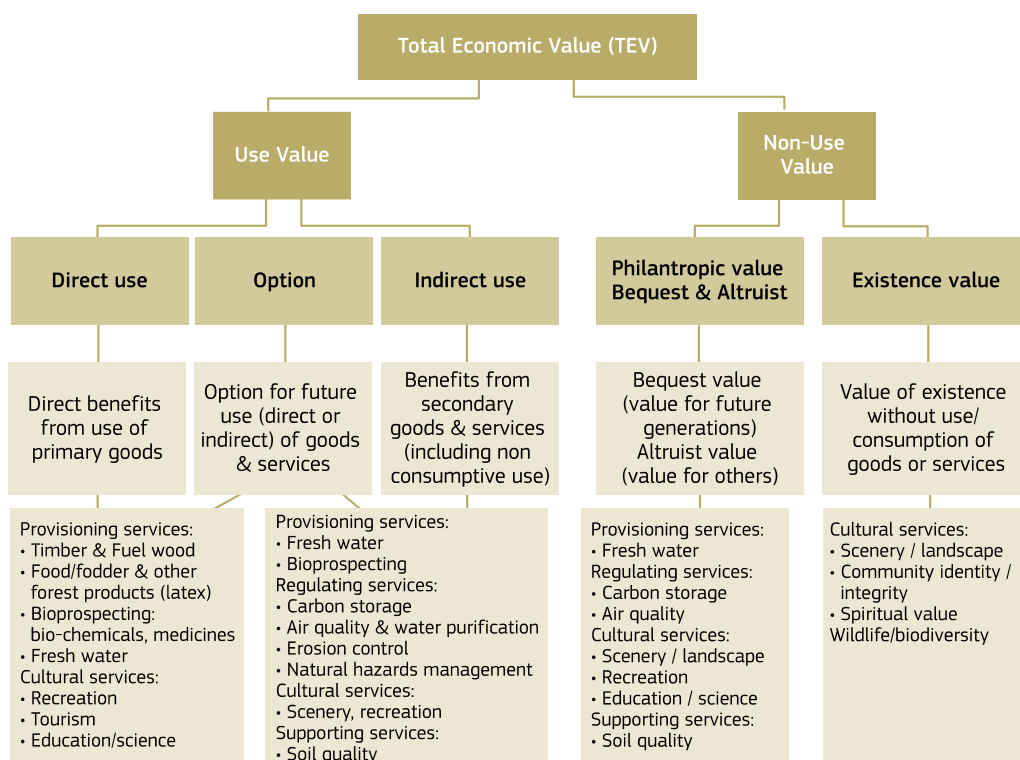 Total Economic Value (TEV)
Use Value
Non-Use
Value
Direct use
Option
Indirect use
Philantropic value
Bequest & Altruist
Existence value
Direct benefits
from use of
primary goods
Option for future
use (direct or
indirect) of goods
& services
Benefits from
secondary
goods & services
(including non
consumptive use)
Bequest value
(value for future
generations)
Altruist value
(value for others)
Value of existence
without use/
consumption of
goods or services
Provisioning services:
• Timber & Fuel wood
• Food/fodder & other
forest products (latex)
• Bioprospecting:
bio-chemicals, medicines
• Fresh water
Cultural services:
• Recreation
• Tourism
• Education/science
Provisioning services:
• Fresh water
• Bioprospecting
Regulating services:
• Carbon storage
• Air quality & water purification
• Erosion control
• Natural hazards management
Cultural services:
• Scenery, recreation
Supporting services:
• Soil quality
Provisioning services:
• Fresh water
Regulating services:
• Carbon storage
• Air quality
Cultural services:
• Scenery / landscape
• Recreation
• Education / science
Supporting services:
• Soil quality
Cultural services:
• Scenery / landscape
• Community identity /
integrity
• Spiritual value
Wildlife/biodiversity